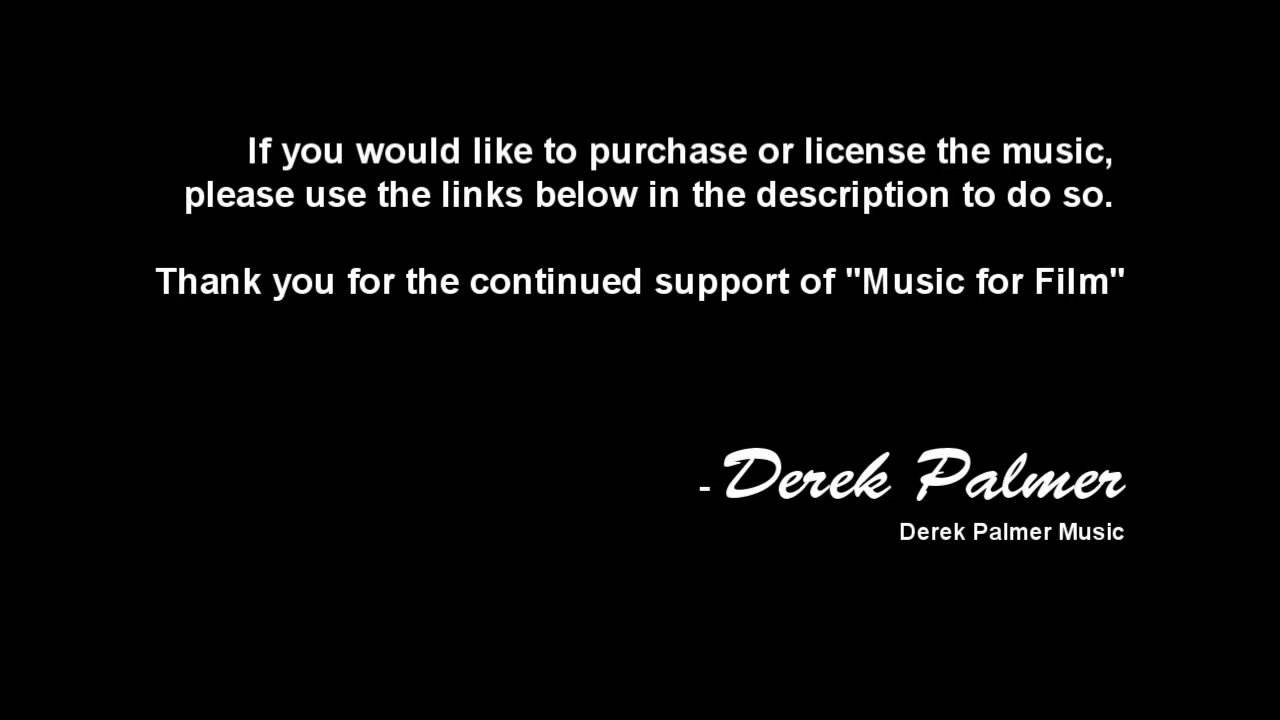 If you would like to purchase or license the music,
please use the links below in the description to do so.
Thank you for the continued support of "Music for Film"
- Derek Palmer
Derek Palmer Music